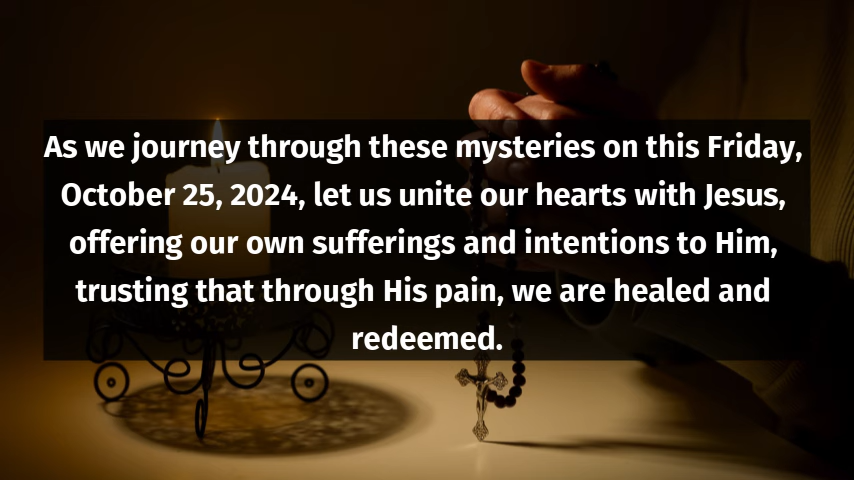 As we journey through these mysteries on this Friday,
October 25, 2024, let us unite our hearts with Jesus,
offering our own sufferings and intentions to Him,
trusting that through His pain, we are healed and
redeemed.